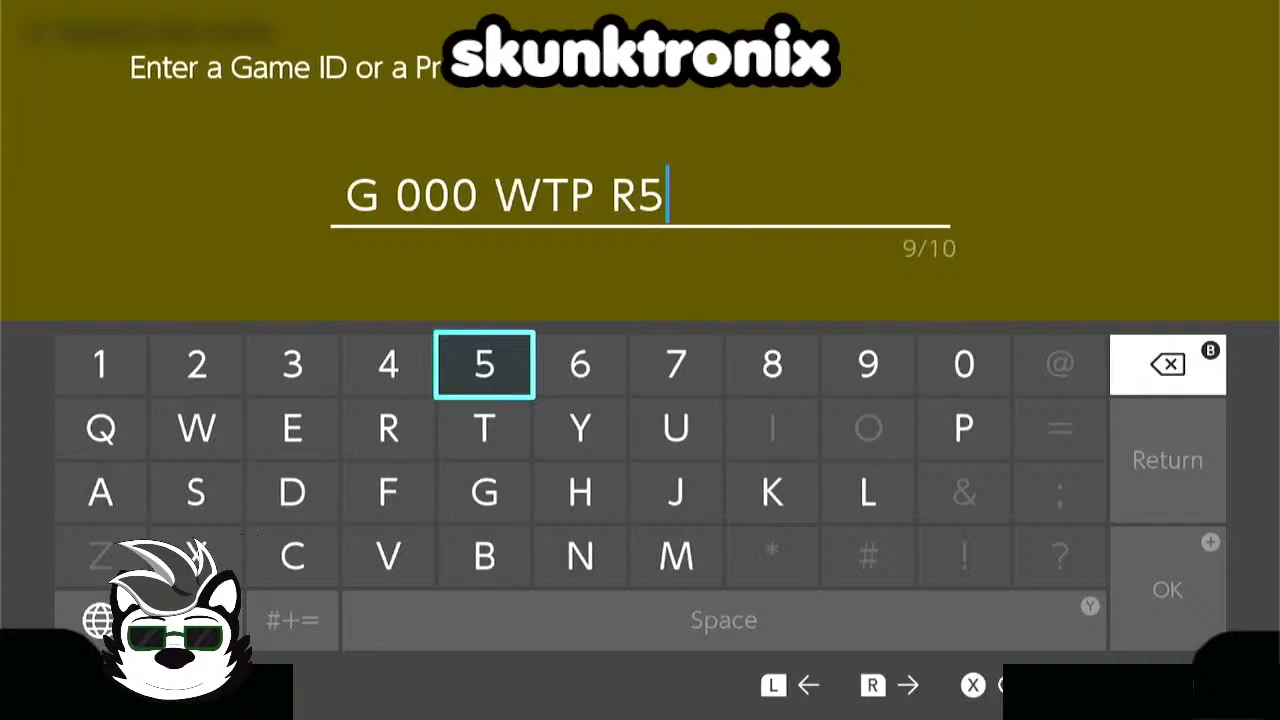 skunktronix
Enter a Game ID or a Pr
G 000 WTP R5
9/10
1 2 3 4 5 6 7 8 9 0 @ B
Q W E R T Y U I O P = Return
A S D F G H J K L & ;
Z X C V B N M * # ! ? +
#+= Space Y OK
L ← R → X